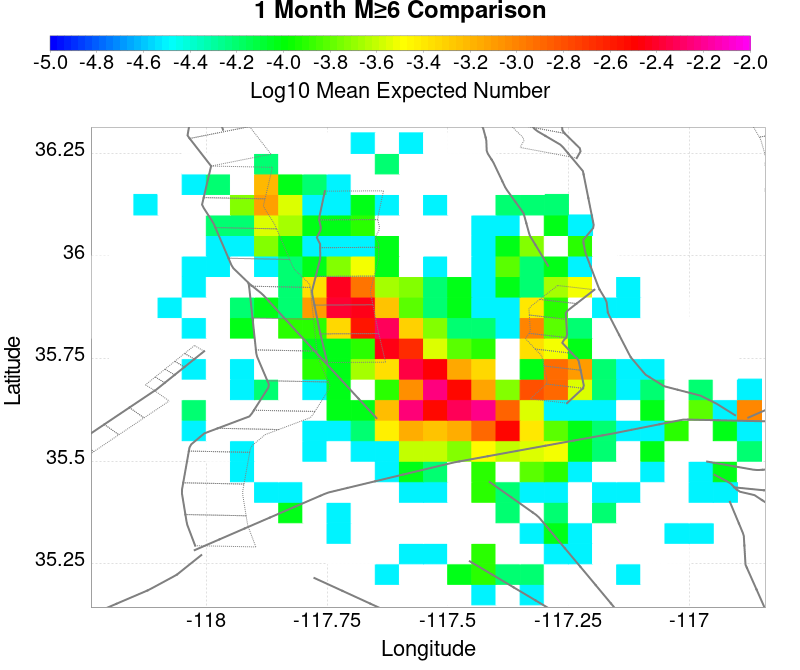 1 Month M≥6 Comparison
-5.0 -4.8 -4.6 -4.4 -4.2 -4.0 -3.8 -3.6 -3.4 -3.2 -3.0 -2.8 -2.6 -2.4 -2.2 -2.0
Log10 Mean Expected Number
36.25
36
35.75
35.5
35.25
Latitude
-118 -117.75 -117.5 -117.25 -117
Longitude